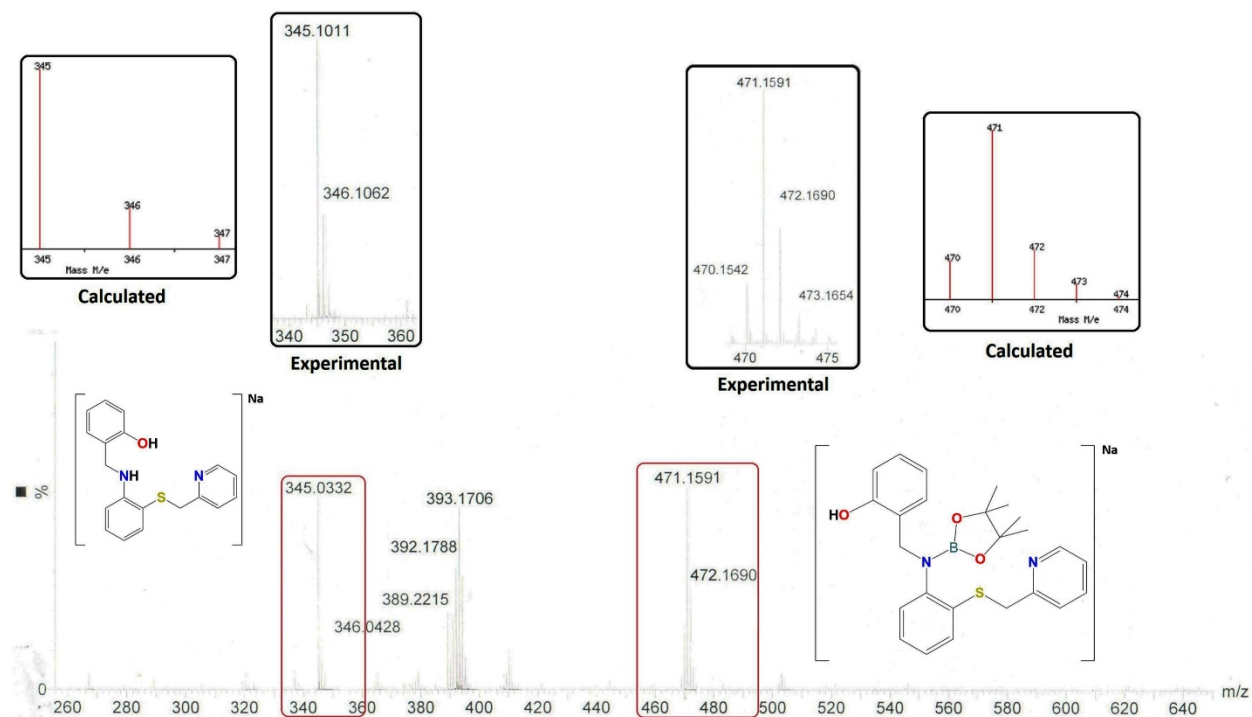 345
346
347
345
346
347
Mass M/e
Calculated
345.1011
346.1062
340
350
360
Experimental
471.1591
472.1690
470.1542
473.1654
470
475
Experimental
471
470
472
473
474
470
472
474
Mass M/e
Calculated
Na
OH
NH
N
S
345.0332
346.0428
389.2215
392.1788
393.1706
471.1591
472.1690
Na
HO
O
B
O
N
N
S
%
0
260 280 300 320 340 360 380 400 420 440 460 480 500 520 540 560 580 600 620 640 m/z